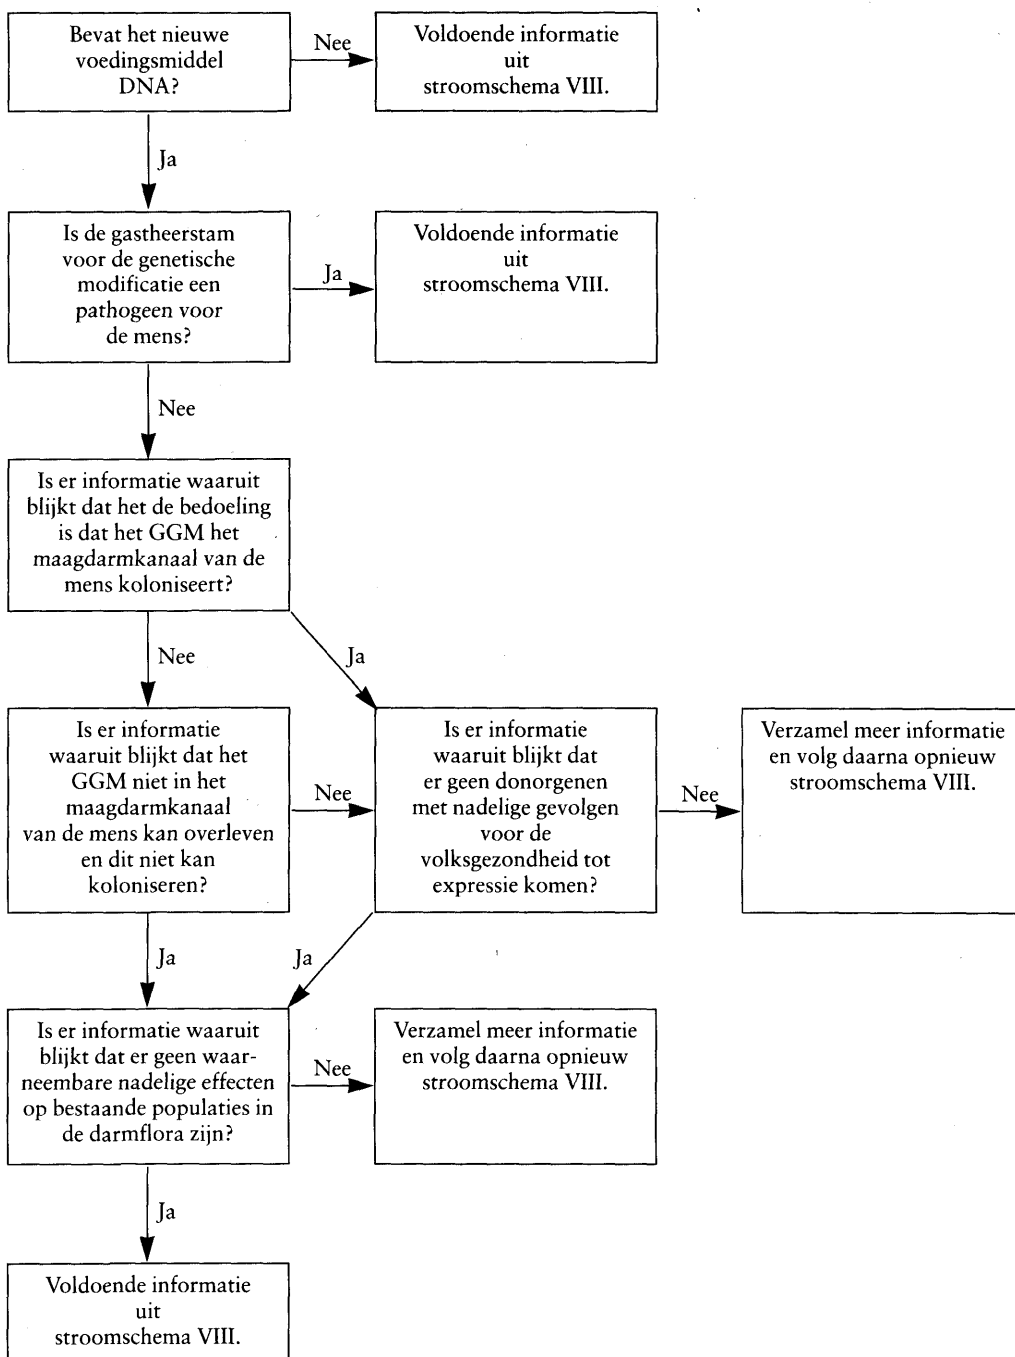 Bevat het nieuwe
voedingsmiddel
DNA?
Nee
Voldoende informatie
uit
stroomschema VIII.
Ja
Is de gastheerstam
voor de genetische
modificatie een
pathogeen voor
de mens?
Ja
Voldoende informatie
uit
stroomschema VIII.
Nee
Is er informatie waaruit
blijkt dat het de bedoeling
is dat het GGM het
maagdarmkanaal van de
mens koloniseert?
Nee
Ja
Is er informatie
waaruit blijkt dat het
GGM niet in het
maagdarmkanaal
van de mens kan overleven
en dit niet kan
koloniseren?
Nee
Is er informatie
waaruit blijkt dat
er geen donorgenen
met nadelige gevolgen
voor de
volksgezondheid tot
expressie komen?
Nee
Verzamel meer informatie
en volg daarna opnieuw
stroomschema VIII.
Ja
Ja
Is er informatie waaruit
blijkt dat er geen waar-
neembare nadelige effecten
op bestaande populaties in
de darmflora zijn?
Nee
Verzamel meer informatie
en volg daarna opnieuw
stroomschema VIII.
Ja
Voldoende informatie
uit
stroomschema VIII.